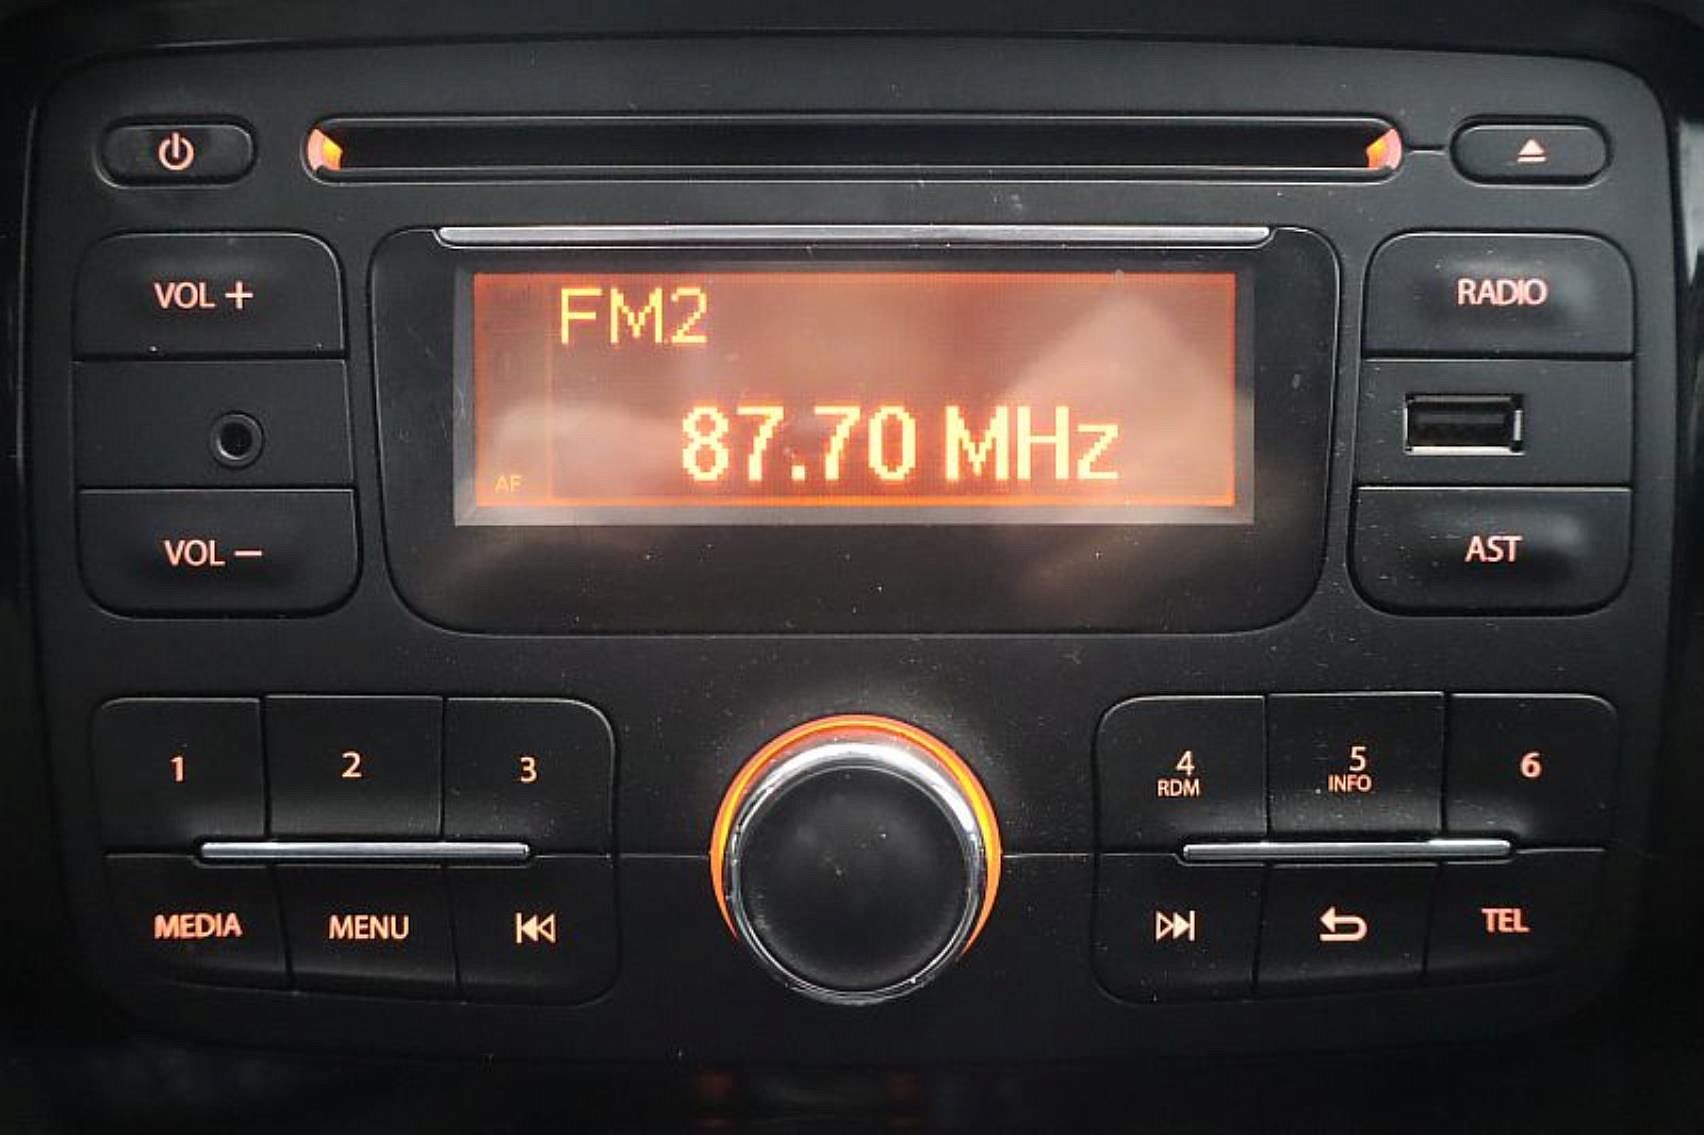 VOL +
FM2
RADIO
87.70 MHz
AF
VOL −
AST
1
2
3
4
RDM
5
INFO
6
MEDIA
MENU
TEL